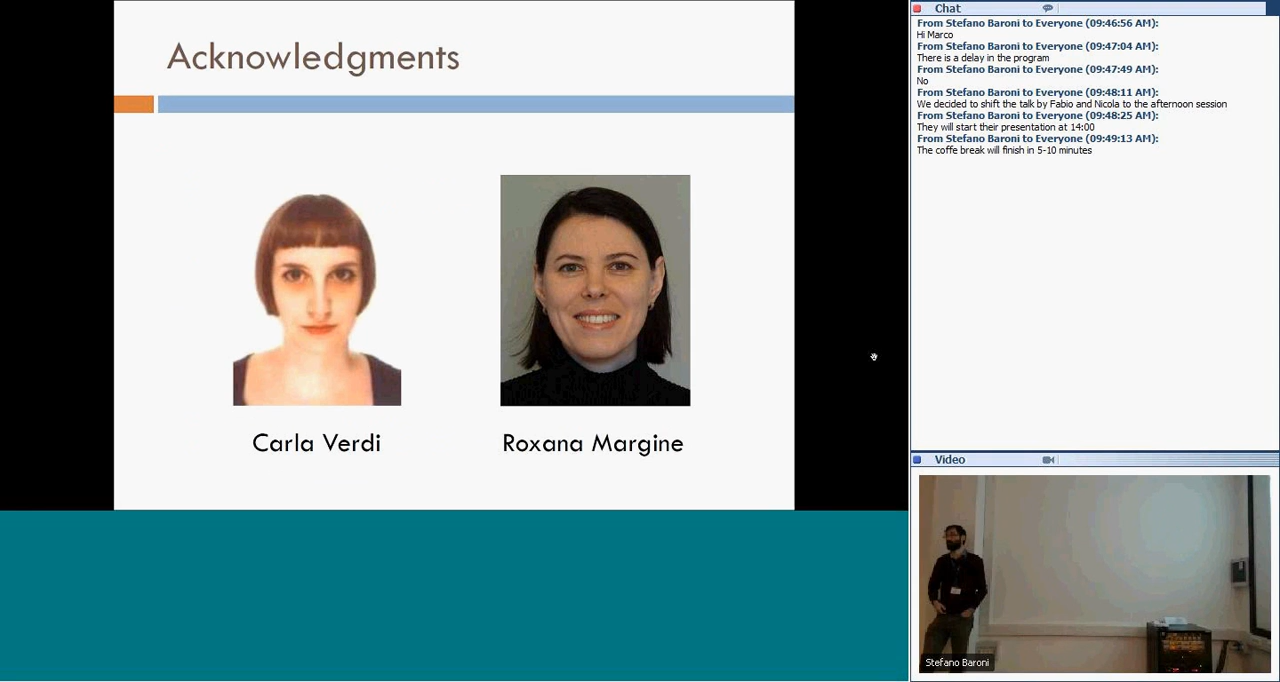 Acknowledgments
Carla Verdi
Roxana Margine
Chat
From Stefano Baroni to Everyone (09:46:56 AM):
Hi Marco
From Stefano Baroni to Everyone (09:47:04 AM):
There is a delay in the program
From Stefano Baroni to Everyone (09:47:49 AM):
No
From Stefano Baroni to Everyone (09:48:11 AM):
We decided to shift the talk by Fabio and Nicola to the afternoon session
From Stefano Baroni to Everyone (09:48:25 AM):
They will start their presentation at 14:00
From Stefano Baroni to Everyone (09:49:13 AM):
The coffe break will finish in 5-10 minutes
Video
Stefano Baroni